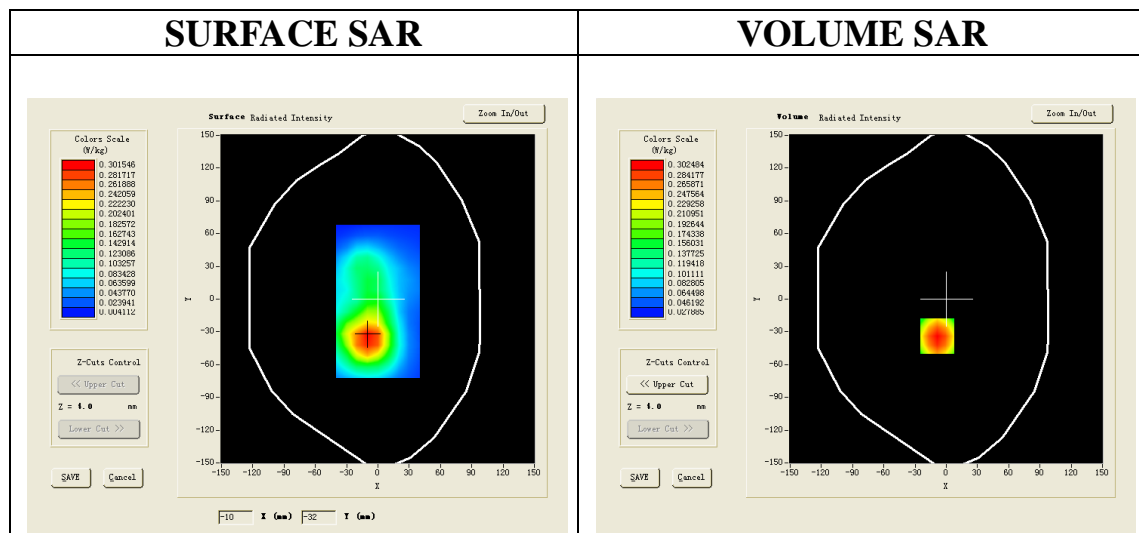 SURFACE SAR
VOLUME SAR
Surface Radiated Intensity
Zoom In/Out
Colors Scale
(W/kg)
0.301546
0.281717
0.261888
0.242059
0.222230
0.202401
0.182572
0.162743
0.142914
0.123086
0.103257
0.083428
0.063599
0.043770
0.023941
0.004112
150
120
90
60
30
0
-30
-60
-90
-120
-150
Y
-150 -120 -90 -60 -30 0 30 60 90 120 150
X
Z-Cuts Control
<< Upper Cut
Z = 4.0 mm
Lower Cut >>
SAVE Cancel
-10 X (mm) -32 Y (mm)
Volume Radiated Intensity
Zoom In/Out
Colors Scale
(W/kg)
0.302484
0.284177
0.265871
0.247564
0.229258
0.210951
0.192644
0.174338
0.156031
0.137725
0.119418
0.101111
0.082805
0.064498
0.046192
0.027885
150
120
90
60
30
0
-30
-60
-90
-120
-150
Y
-150 -120 -90 -60 -30 0 30 60 90 120 150
X
Z-Cuts Control
<< Upper Cut
Z = 4.0 mm
Lower Cut >>
SAVE Cancel